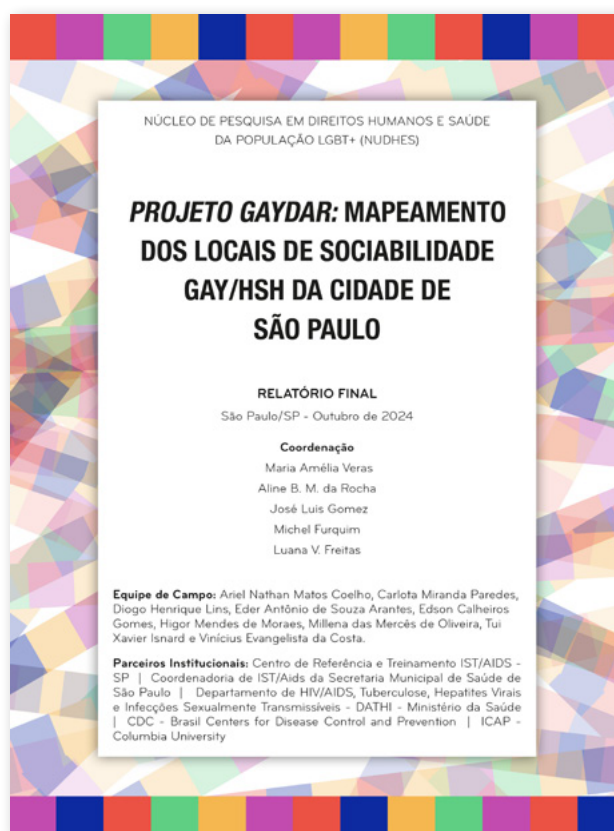 NÚCLEO DE PESQUISA EM DIREITOS HUMANOS E SAÚDE
DA POPULAÇÃO LGBT+ (NUDHES)
PROJETO GAYDAR: MAPEAMENTO
DOS LOCAIS DE SOCIABILIDADE
GAY/HSH DA CIDADE DE
SÃO PAULO
RELATÓRIO FINAL
São Paulo/SP - Outubro de 2024
Coordenação
Maria Amélia Veras
Aline B. M. da Rocha
José Luis Gomez
Michel Furquim
Luana V. Freitas
Equipe de Campo: Ariel Nathan Matos Coelho, Carlota Miranda Paredes,
Diogo Henrique Lins, Eder Antônio de Souza Arantes, Edson Calheiros
Gomes, Higor Mendes de Moraes, Millena das Mercês de Oliveira, Tui
Xavier Isnard e Vinícius Evangelista da Costa.
Parceiros Institucionais: Centro de Referência e Treinamento IST/AIDS -
SP | Coordenadoria de IST/Aids da Secretaria Municipal de Saúde de
São Paulo | Departamento de HIV/AIDS, Tuberculose, Hepatites Virais
e Infecções Sexualmente Transmissíveis - DATHI - Ministério da Saúde
| CDC - Brasil Centers for Disease Control and Prevention | ICAP -
Columbia University